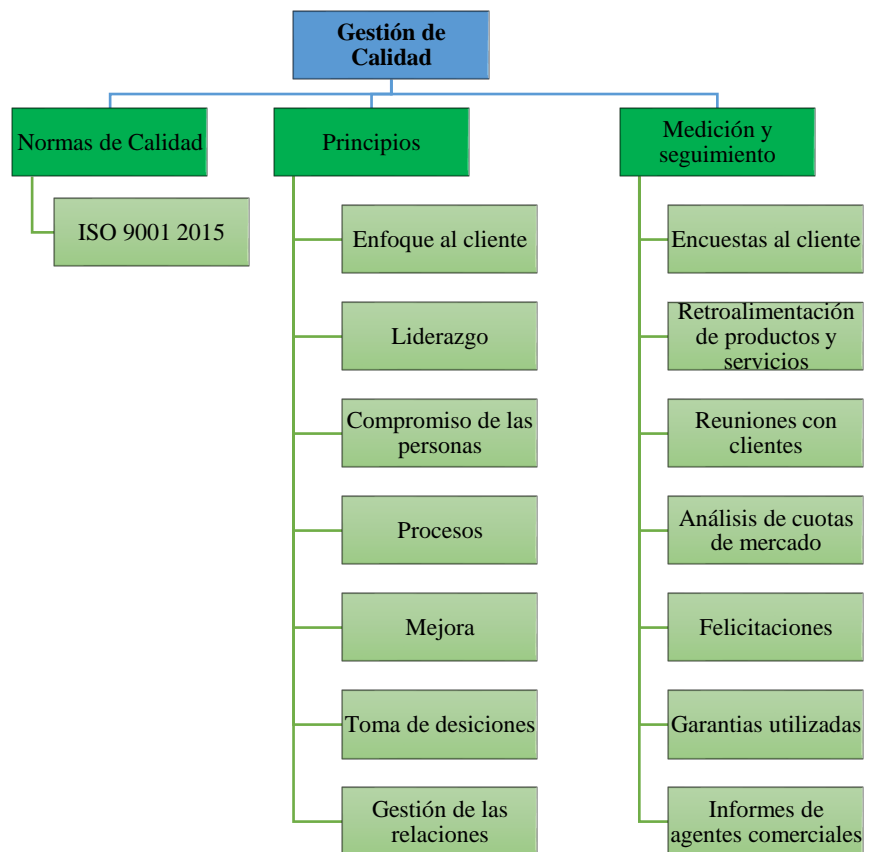 Gestión de
Calidad
Normas de Calidad
Principios
Medición y
seguimiento
ISO 9001 2015
Enfoque al cliente
Liderazgo
Compromiso de las
personas
Procesos
Mejora
Toma de desiciones
Gestión de las
relaciones
Encuestas al cliente
Retroalimentación
de productos y
servicios
Reuniones con
clientes
Análisis de cuotas
de mercado
Felicitaciones
Garantias utilizadas
Informes de
agentes comerciales